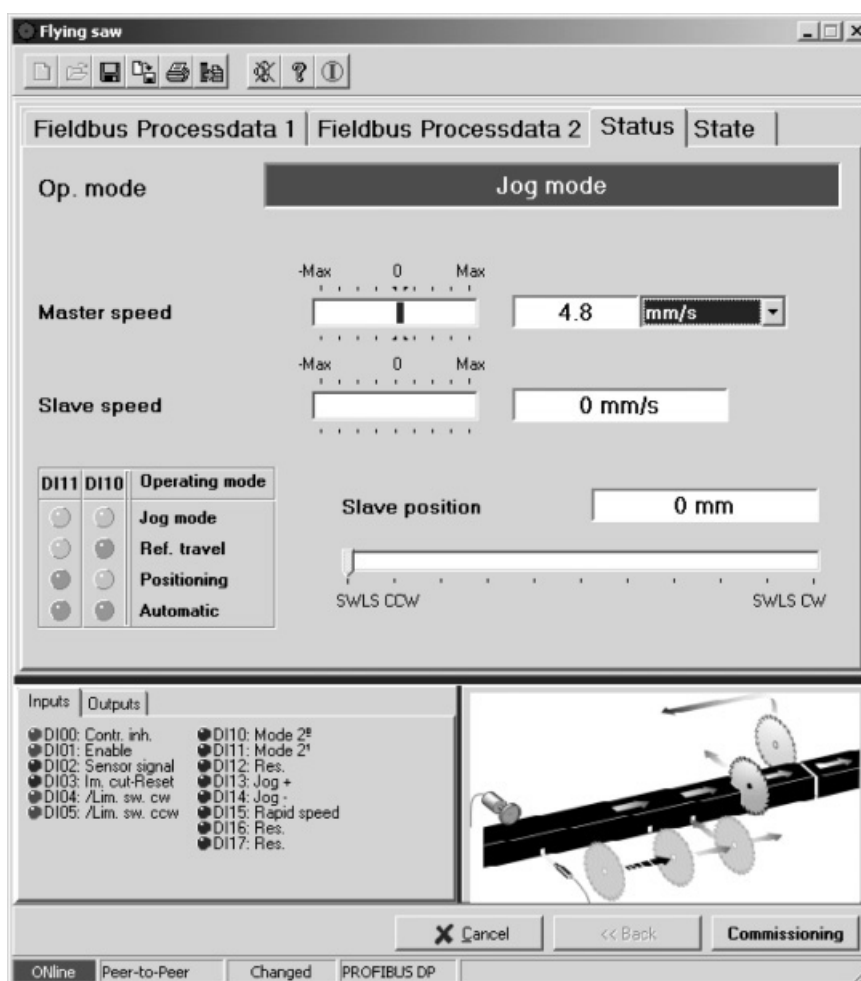 Flying saw
Fieldbus Processdata 1 Fieldbus Processdata 2 Status State
Op. mode Jog mode
-Max 0 Max
Master speed 4.8 mm/s
-Max 0 Max
Slave speed 0 mm/s
DI11 DI10 Operating mode
Jog mode
Ref. travel
Positioning
Automatic
Slave position 0 mm
SWLS CCW SWLS CW
Inputs Outputs
DI00: Contr. inh.
DI01: Enable
DI02: Sensor signal
DI03: Im. cut-Reset
DI04: /Lim. sw. cw
DI05: /Lim. sw. ccw
DI10: Mode 2⁰
DI11: Mode 2¹
DI12: Res.
DI13: Jog +
DI14: Jog -
DI15: Rapid speed
DI16: Res.
DI17: Res.
Cancel << Back Commissioning
ONline Peer-to-Peer Changed PROFIBUS DP